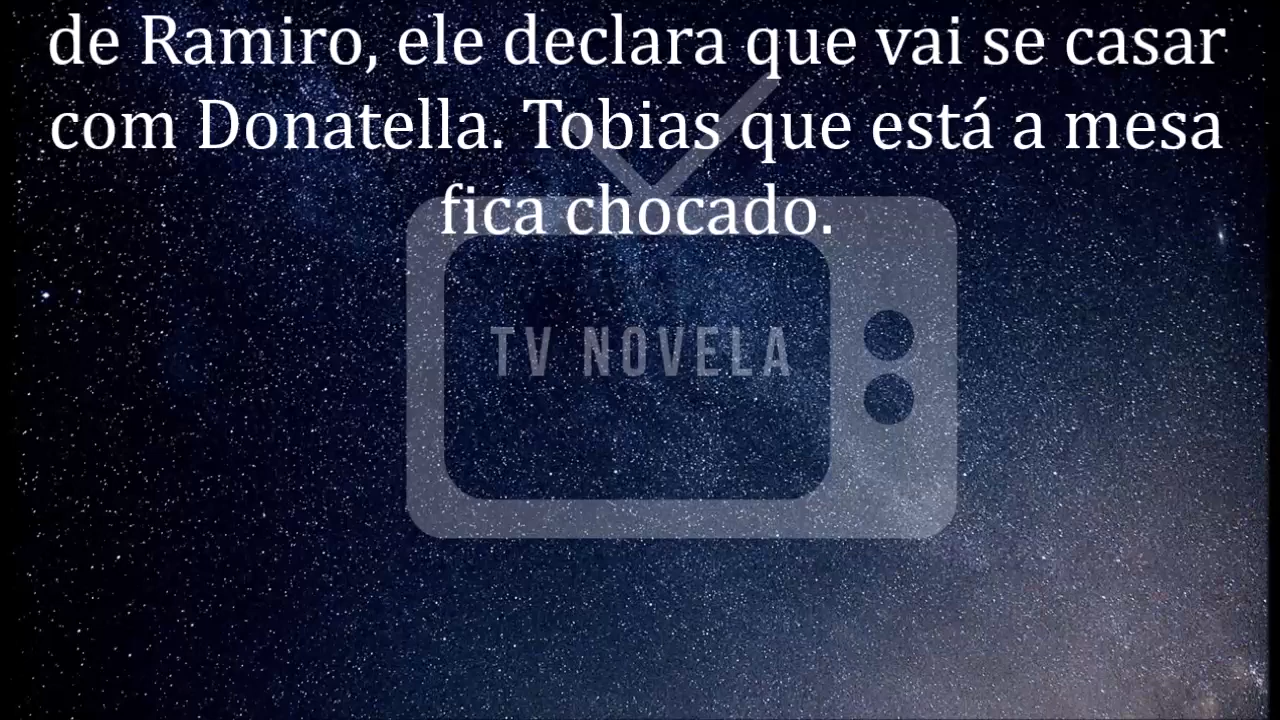 de Ramiro, ele declara que vai se casar
com Donatella. Tobias que está a mesa
fica chocado.
TV NOVELA